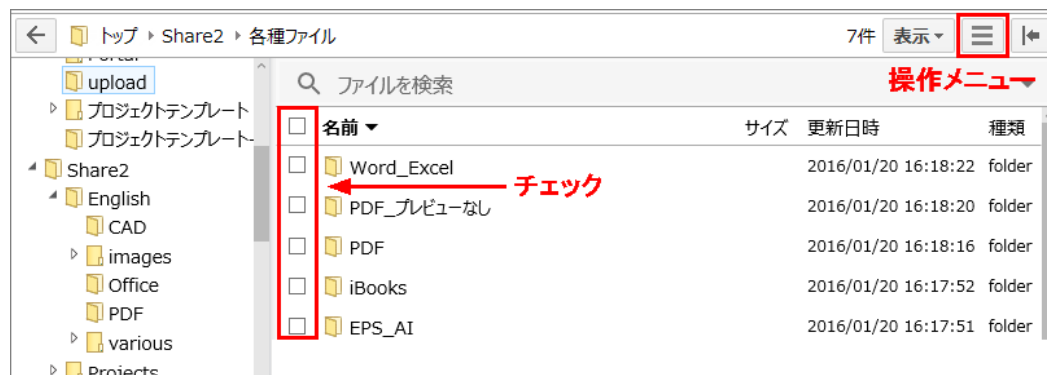 トップ Share2 各種ファイル 7件 表示
Portal
upload
プロジェクトテンプレート
プロジェクトテンプレート-
Share2
English
CAD
images
Office
PDF
various
Projects
ファイルを検索 操作メニュー
名前 サイズ 更新日時 種類
Word_Excel 2016/01/20 16:18:22 folder
チェック
PDF_プレビューなし 2016/01/20 16:18:20 folder
PDF 2016/01/20 16:18:16 folder
iBooks 2016/01/20 16:17:52 folder
EPS_AI 2016/01/20 16:17:51 folder